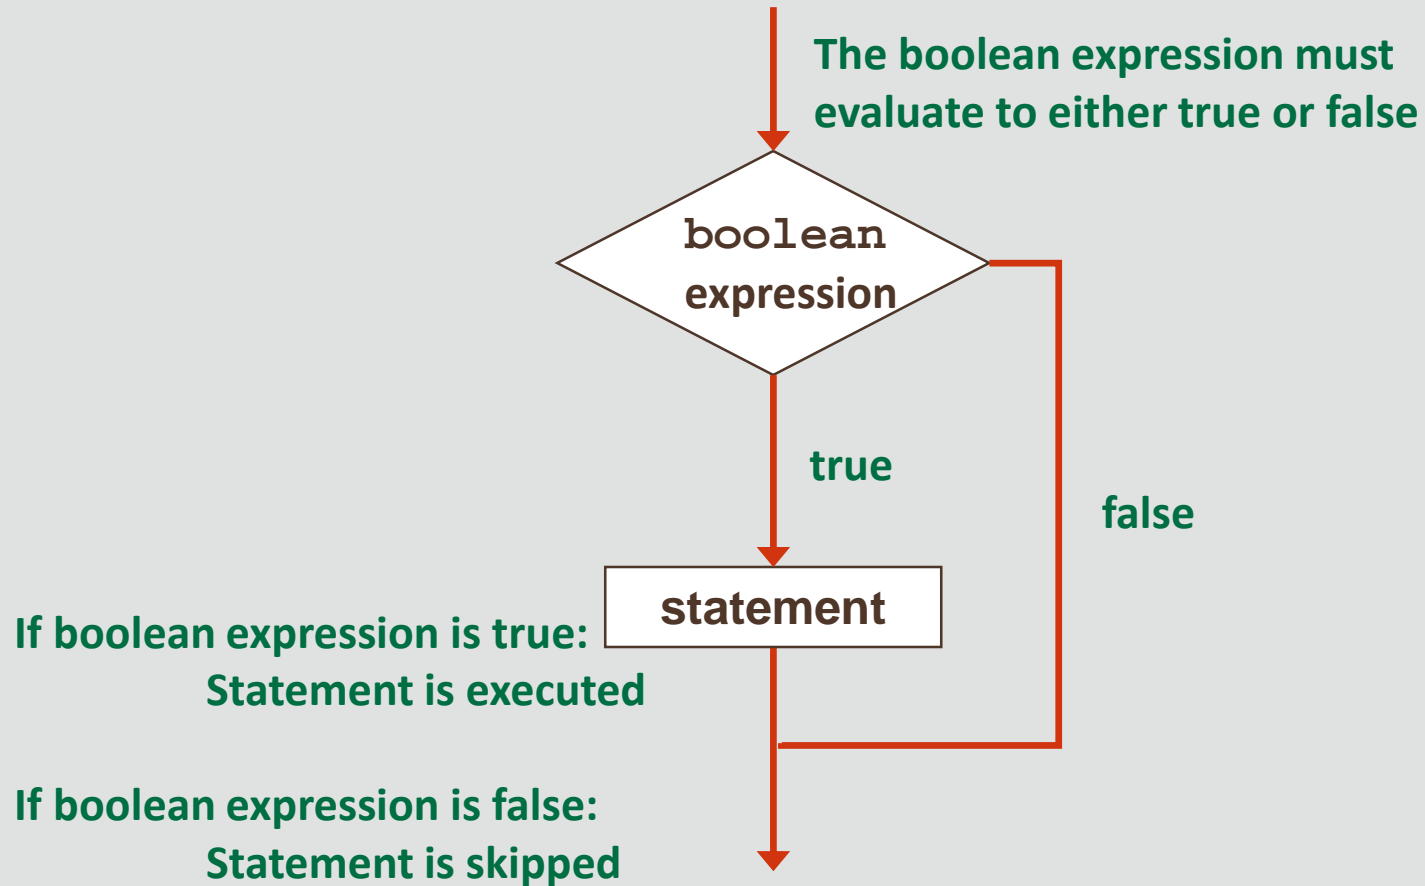 The boolean expression must
evaluate to either true or false
boolean
expression
true
false
statement
If boolean expression is true:
Statement is executed
If boolean expression is false:
Statement is skipped